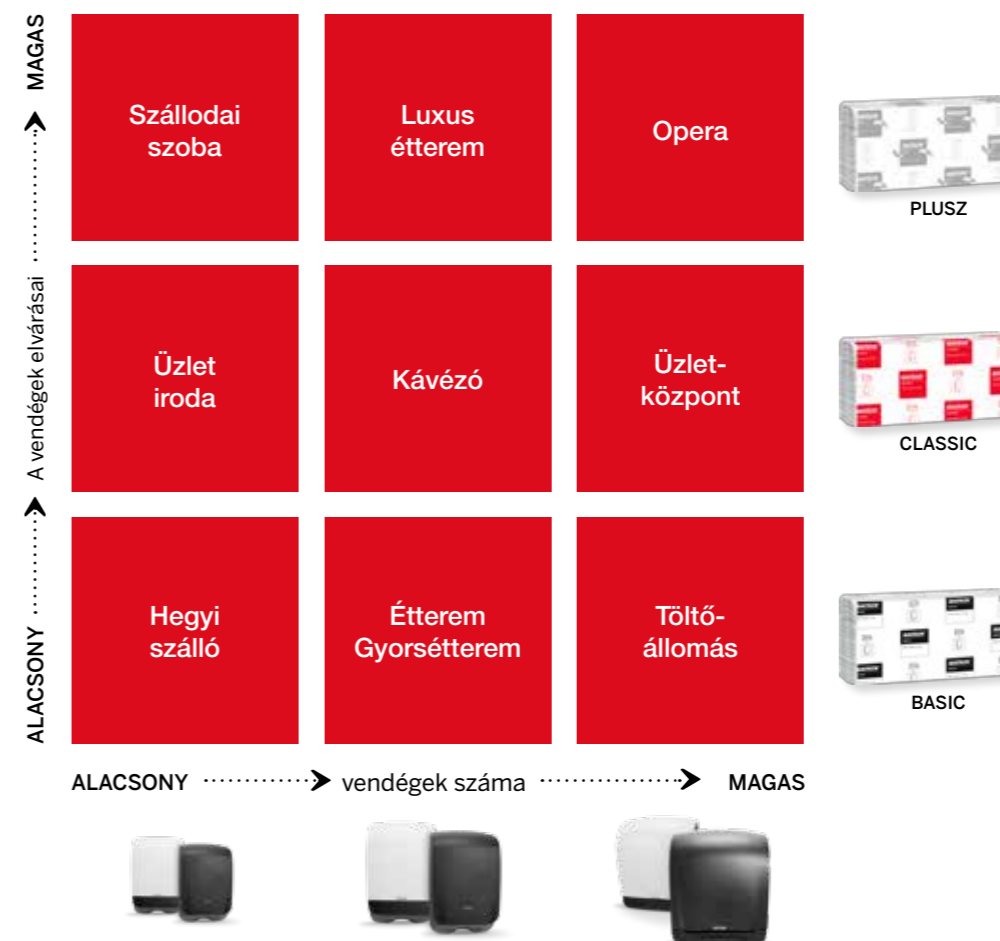 MAGAS
A vendégek elvárásai
ALACSONY
Szállodai
szoba
Luxus
étterem
Opera
PLUSZ
Üzlet
iroda
Kávézó
Üzlet-
központ
CLASSIC
Hegyi
szálló
Étterem
Gyorsétterem
Töltő-
állomás
BASIC
ALACSONY vendégek száma MAGAS